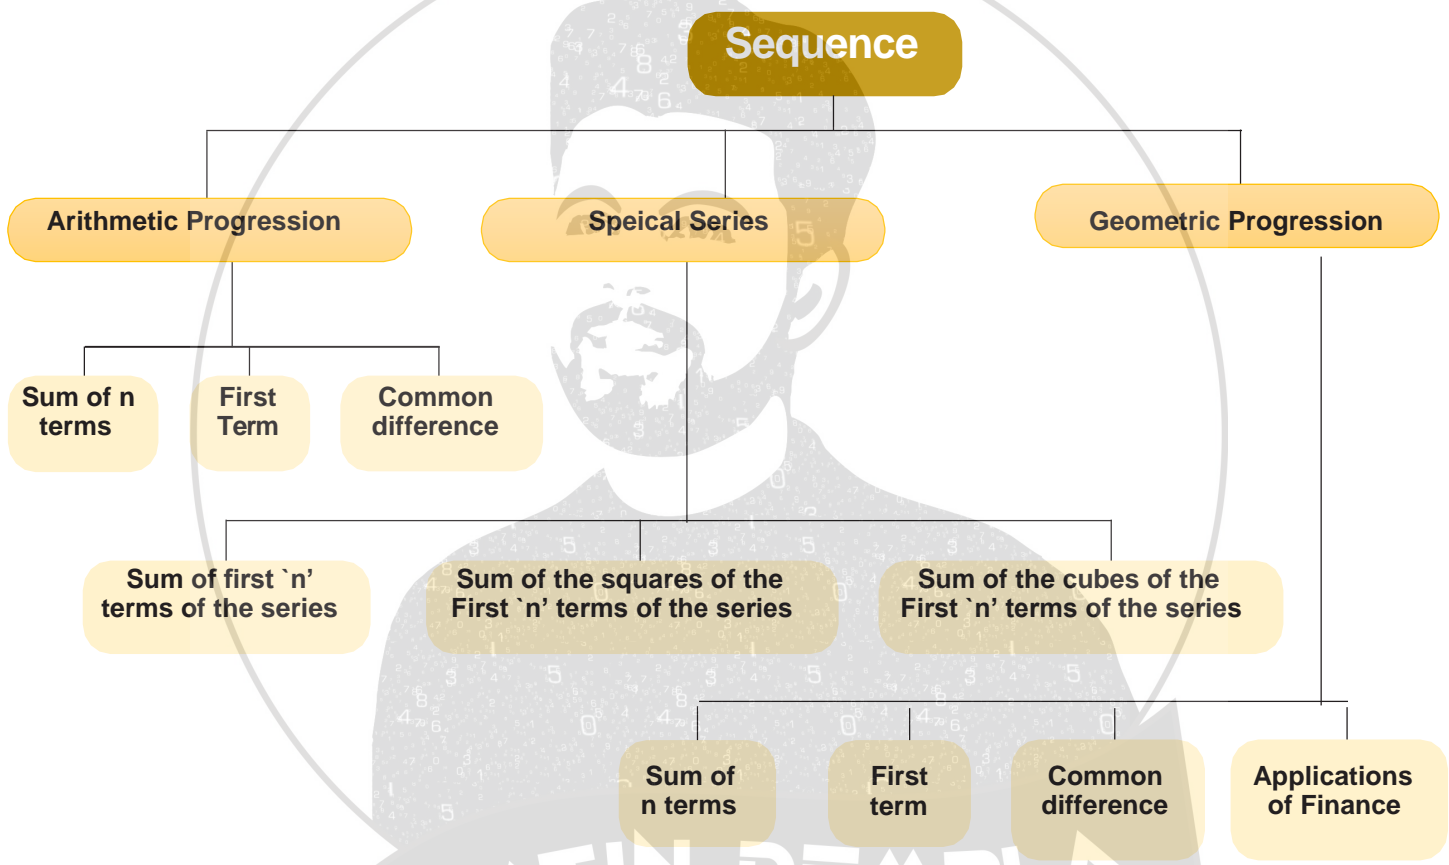 Sequence
Arithmetic Progression
Speical Series
Geometric Progression
Sum of n
terms
First
Term
Common
difference
Sum of first `n’
terms of the series
Sum of the squares of the
First `n’ terms of the series
Sum of the cubes of the
First `n’ terms of the series
Sum of
n terms
First
term
Common
difference
Applications
of Finance